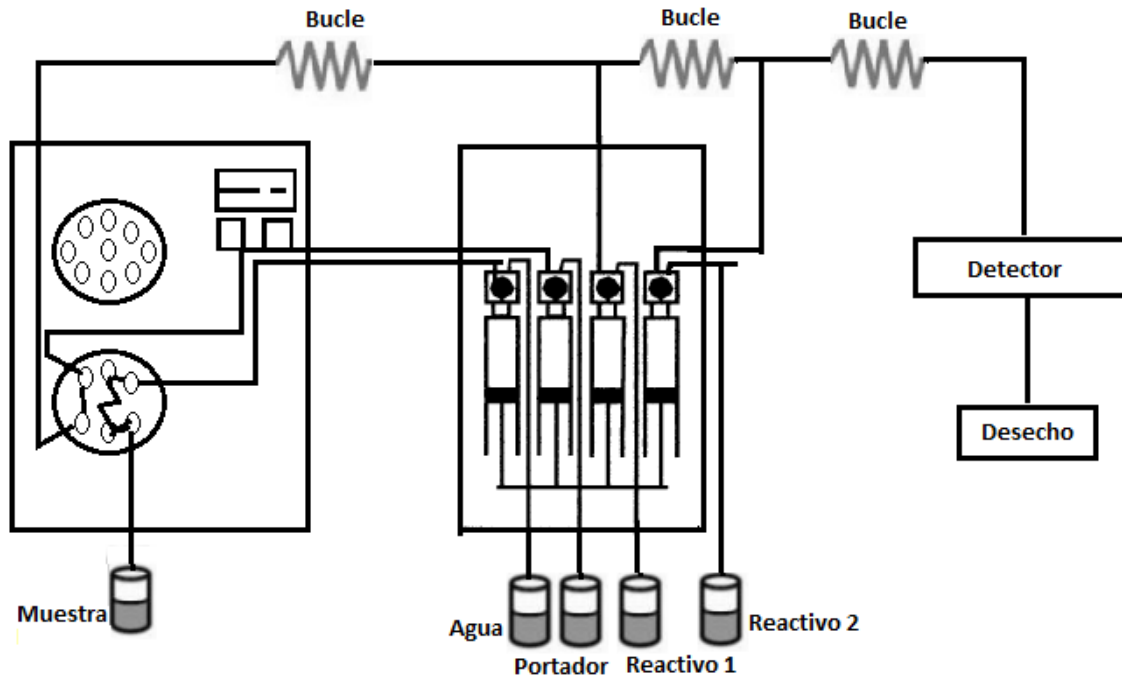 Bucle
Bucle
Bucle
Detector
Desecho
Muestra
Agua
Portador
Reactivo 1
Reactivo 2